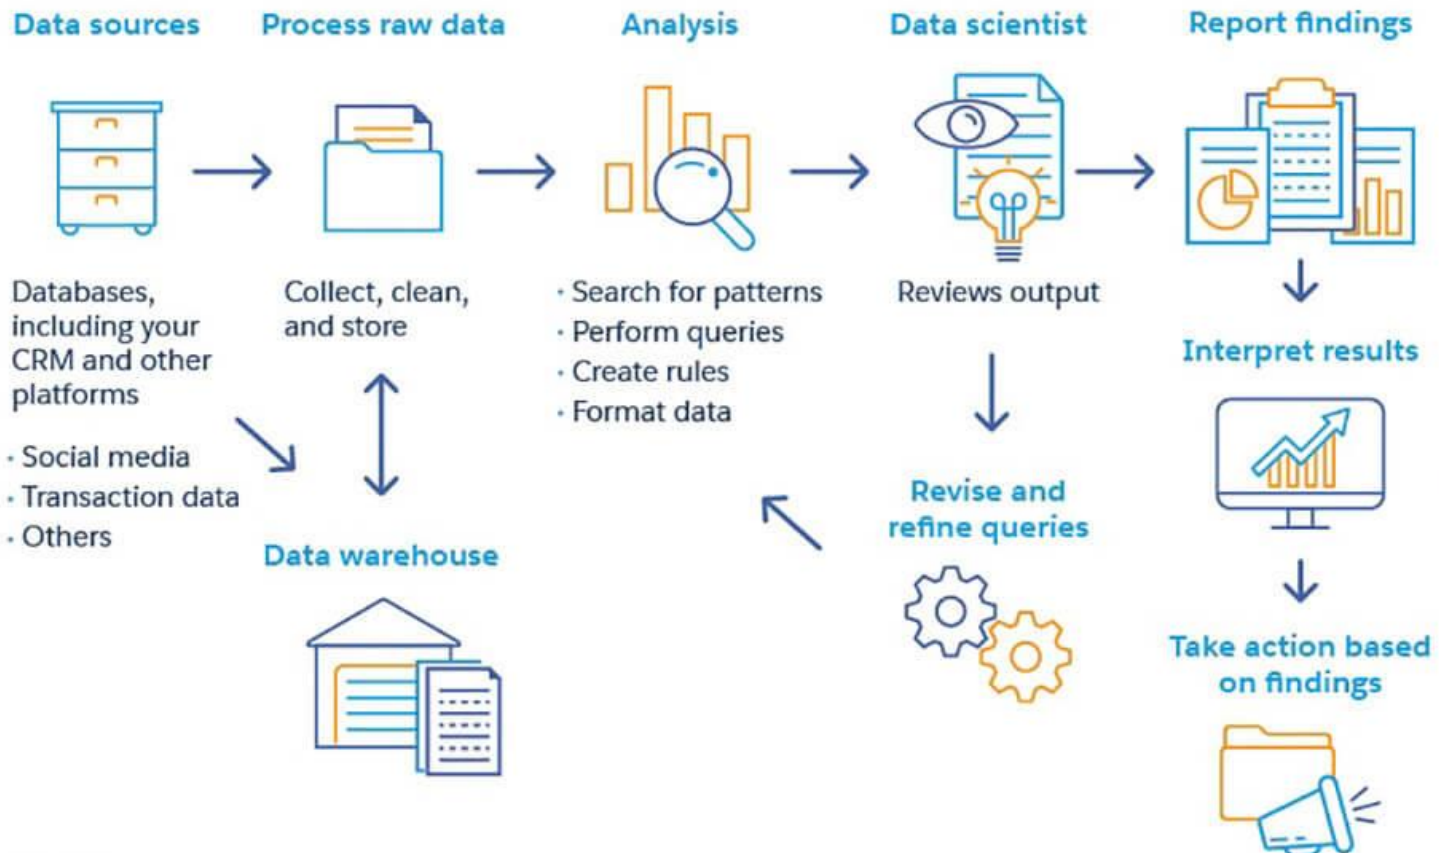 Data sources
Process raw data
Analysis
Data scientist
Report findings
Databases,
including your
CRM and other
platforms
· Social media
· Transaction data
· Others
Collect, clean,
and store
Data warehouse
· Search for patterns
· Perform queries
· Create rules
· Format data
Reviews output
Revise and
refine queries
Interpret results
Take action based
on findings